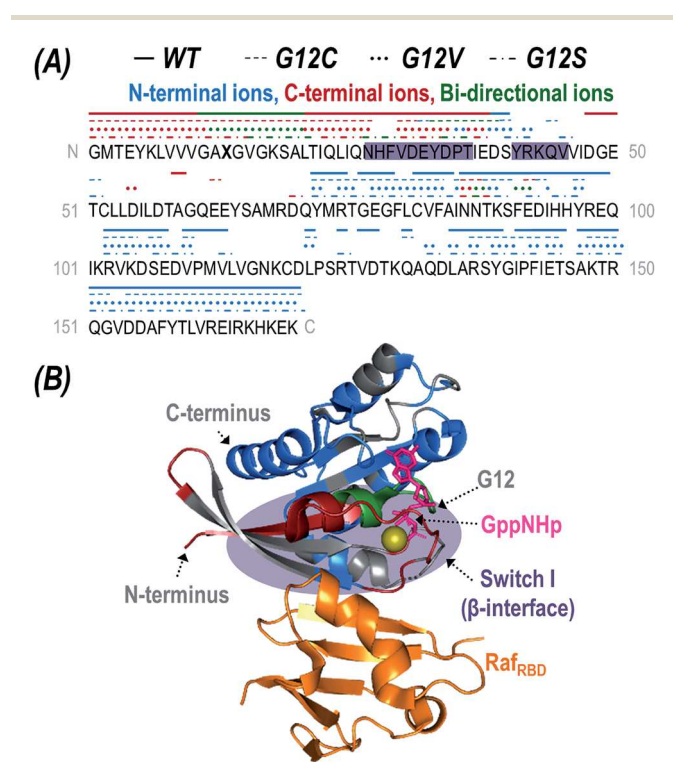 (A) WT G12C G12V G12S
N-terminal ions, C-terminal ions, Bi-directional ions
N GMTEYKLVVVGAXGVGKSALTIQLIQNHFVDEYDPTIEDSYRKQVVIDGE 50
51 TCLLDILDTAGQEEYSAMRDQYMRTGEGFLCVFAINNTKSFEDIHHYREQ 100
101 IKRVKDSEDVPMVLVGNKCDLPSRTVDTKQAQDLARSYGIPFIETSAKTR 150
151 QGVDDAFYTLVREIRKHKEK C
(B)
C-terminus
G12
GppNHp
N-terminus
Switch I
(β-interface)
RafRBD